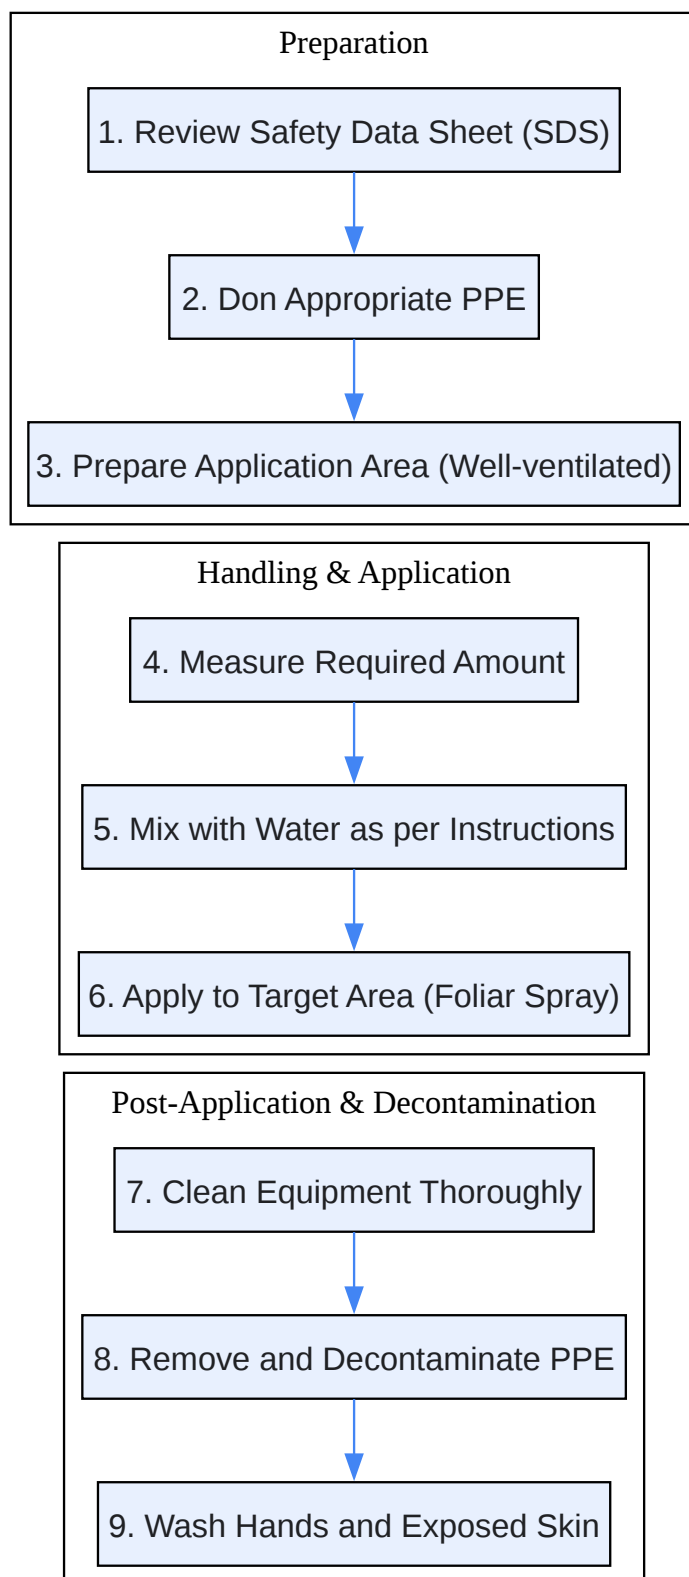 Preparation
1. Review Safety Data Sheet (SDS)
2. Don Appropriate PPE
3. Prepare Application Area (Well-ventilated)
Handling & Application
4. Measure Required Amount
5. Mix with Water as per Instructions
6. Apply to Target Area (Foliar Spray)
Post-Application & Decontamination
7. Clean Equipment Thoroughly
8. Remove and Decontaminate PPE
9. Wash Hands and Exposed Skin